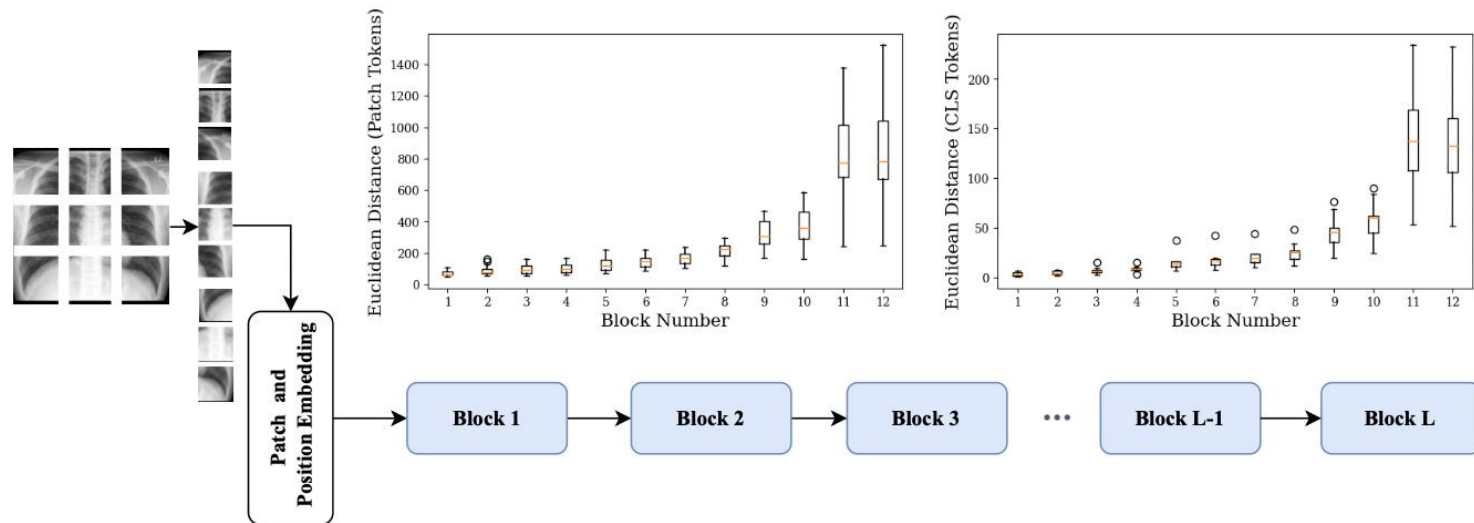 Euclidean Distance (Patch Tokens)
1400
1200
1000
800
600
400
200
0
1 2 3 4 5 6 7 8 9 10 11 12
Block Number
Euclidean Distance (CLS Tokens)
200
150
100
50
0
1 2 3 4 5 6 7 8 9 10 11 12
Block Number
Patch and
Position Embedding
Block 1
Block 2
Block 3
...
Block L-1
Block L